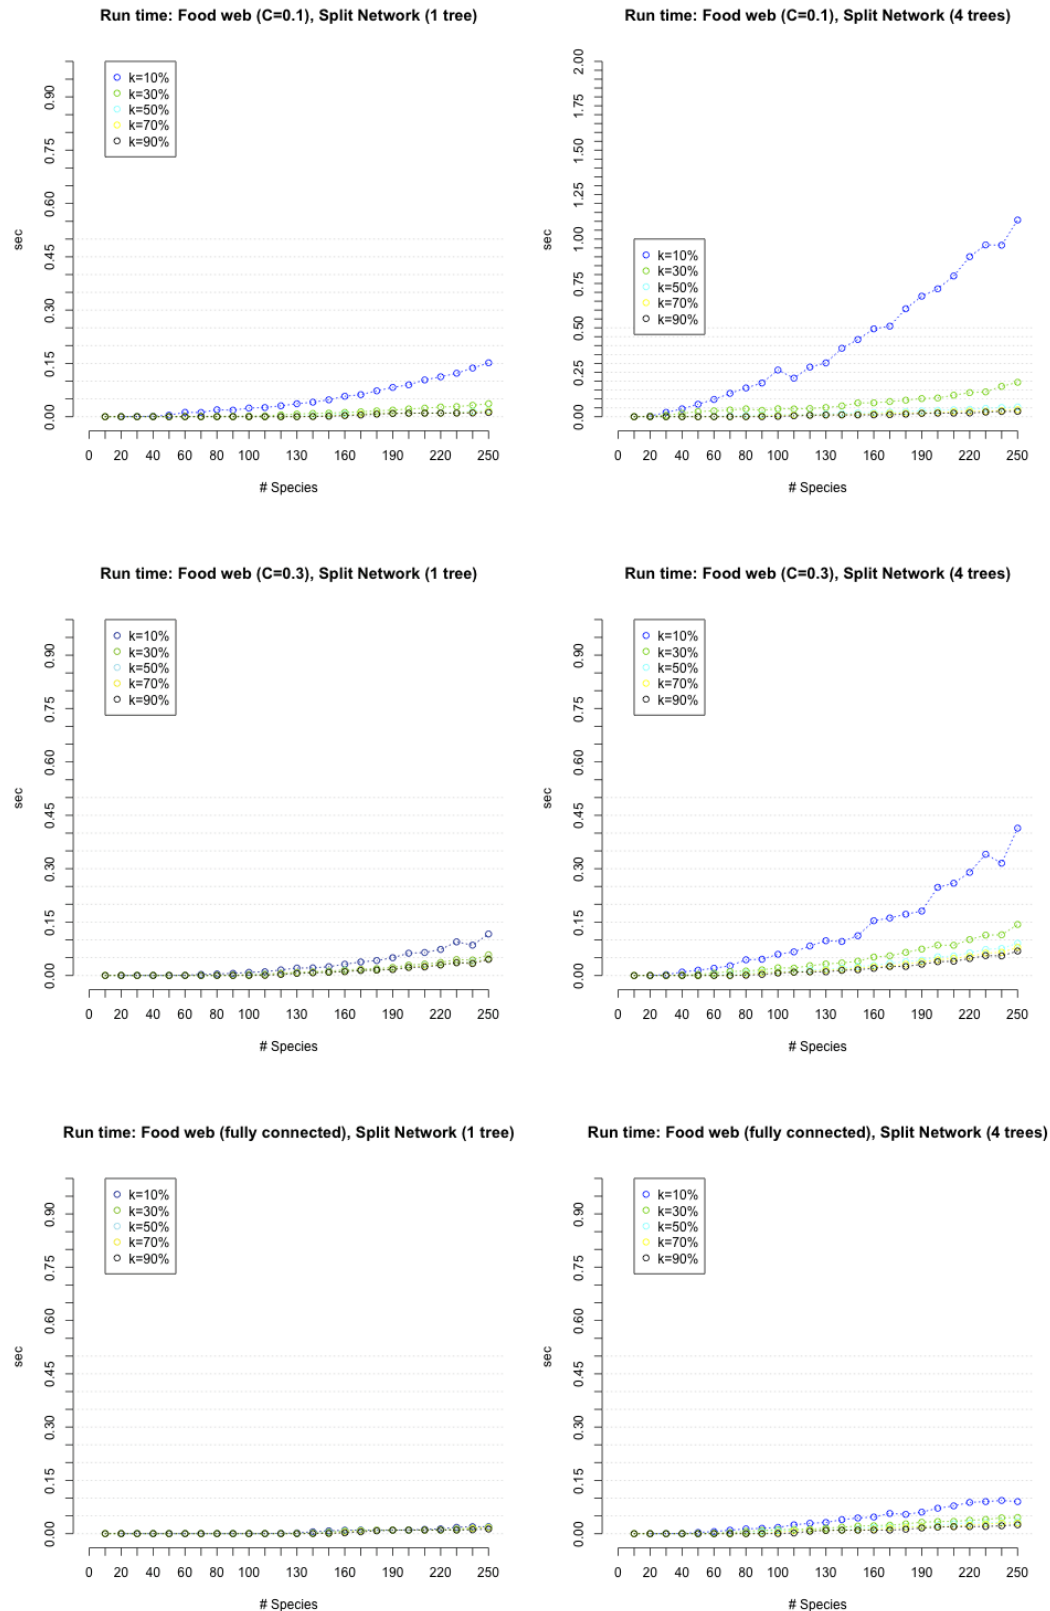 Run time: Food web (C=0.1), Split Network (1 tree)
k=10%
k=30%
k=50%
k=70%
k=90%
sec
0.00 0.15 0.30 0.45 0.60 0.75 0.90
0 20 40 60 80 100 130 160 190 220 250
# Species
Run time: Food web (C=0.1), Split Network (4 trees)
k=10%
k=30%
k=50%
k=70%
k=90%
sec
0.00 0.25 0.50 0.75 1.00 1.25 1.50 1.75 2.00
0 20 40 60 80 100 130 160 190 220 250
# Species
Run time: Food web (C=0.3), Split Network (1 tree)
k=10%
k=30%
k=50%
k=70%
k=90%
sec
0.00 0.15 0.30 0.45 0.60 0.75 0.90
0 20 40 60 80 100 130 160 190 220 250
# Species
Run time: Food web (C=0.3), Split Network (4 trees)
k=10%
k=30%
k=50%
k=70%
k=90%
sec
0.00 0.15 0.30 0.45 0.60 0.75 0.90
0 20 40 60 80 100 130 160 190 220 250
# Species
Run time: Food web (fully connected), Split Network (1 tree)
k=10%
k=30%
k=50%
k=70%
k=90%
sec
0.00 0.15 0.30 0.45 0.60 0.75 0.90
0 20 40 60 80 100 130 160 190 220 250
# Species
Run time: Food web (fully connected), Split Network (4 trees)
k=10%
k=30%
k=50%
k=70%
k=90%
sec
0.00 0.15 0.30 0.45 0.60 0.75 0.90
0 20 40 60 80 100 130 160 190 220 250
# Species